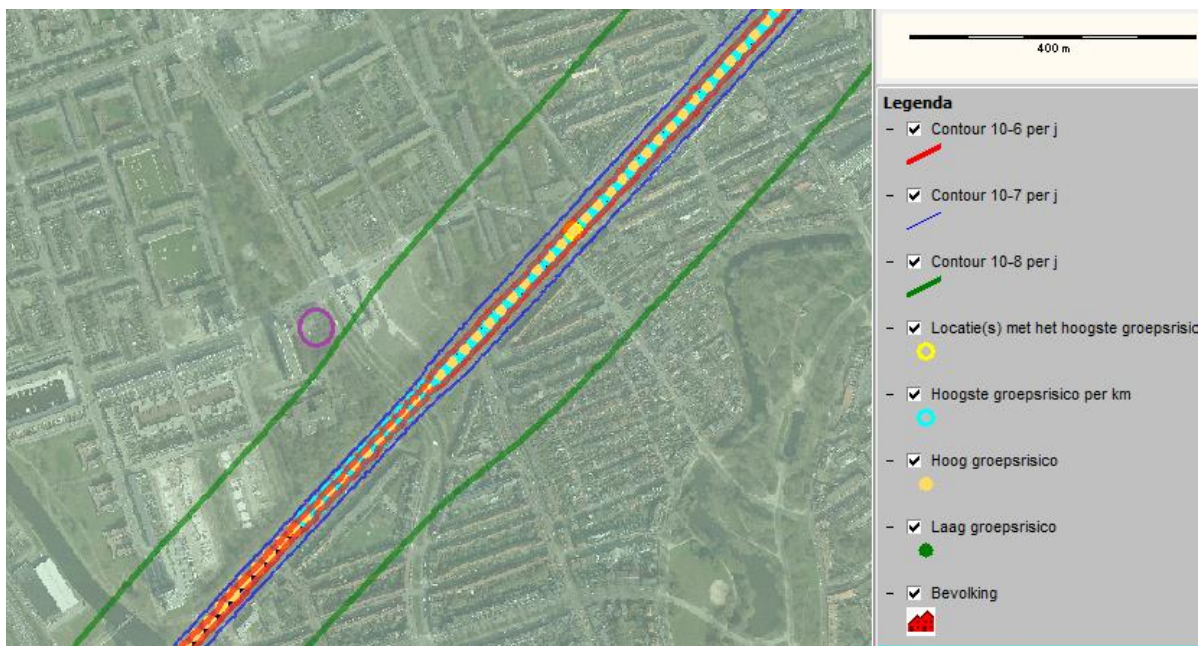 400 m
Legenda
Contour 10-6 per j
Contour 10-7 per j
Contour 10-8 per j
Locatie(s) met het hoogste groepsrisic
Hoogste groepsrisico per km
Hoog groepsrisico
Laag groepsrisico
Bevolking